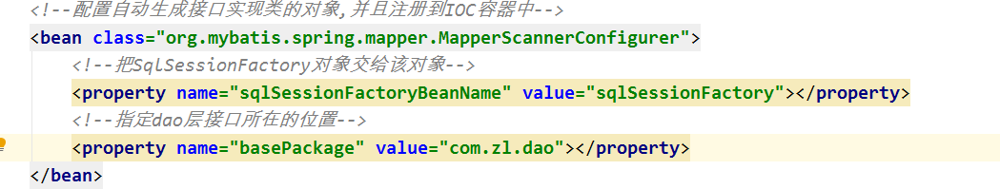 <!--配置自动生成接口实现类的对象,并且注册到IOC容器中-->
<bean class="org.mybatis.spring.mapper.MapperScannerConfigurer">
<!--把SqlSessionFactory对象交给该对象-->
<property name="sqlSessionFactoryBeanName" value="sqlSessionFactory"></property>
<!--指定dao层接口所在的位置-->
<property name="basePackage" value="com.zl.dao"></property>
</bean>